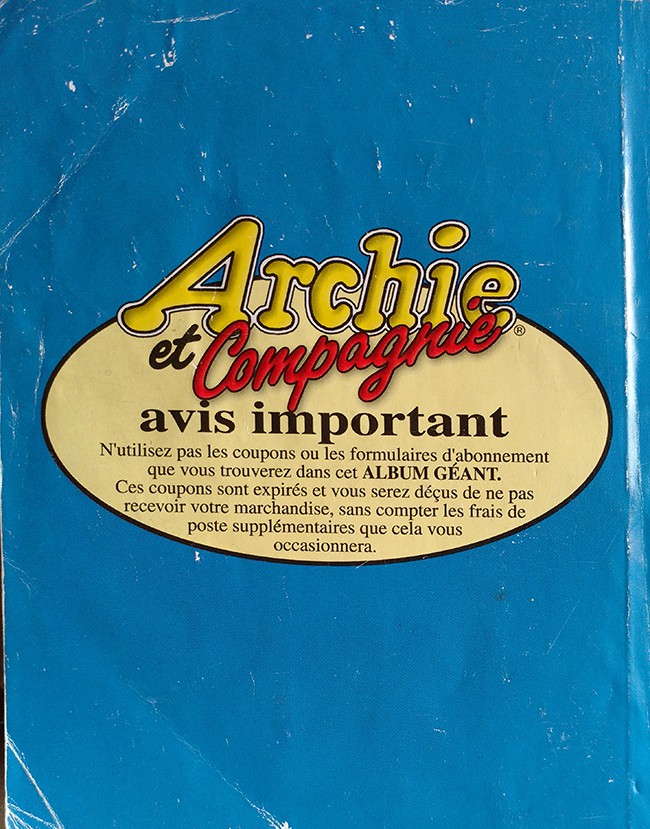 Archie
et Compagnie®
avis important
N'utilisez pas les coupons ou les formulaires d'abonnement
que vous trouverez dans cet ALBUM GÉANT.
Ces coupons sont expirés et vous serez déçus de ne pas
recevoir votre marchandise, sans compter les frais de
poste supplémentaires que cela vous
occasionnera.